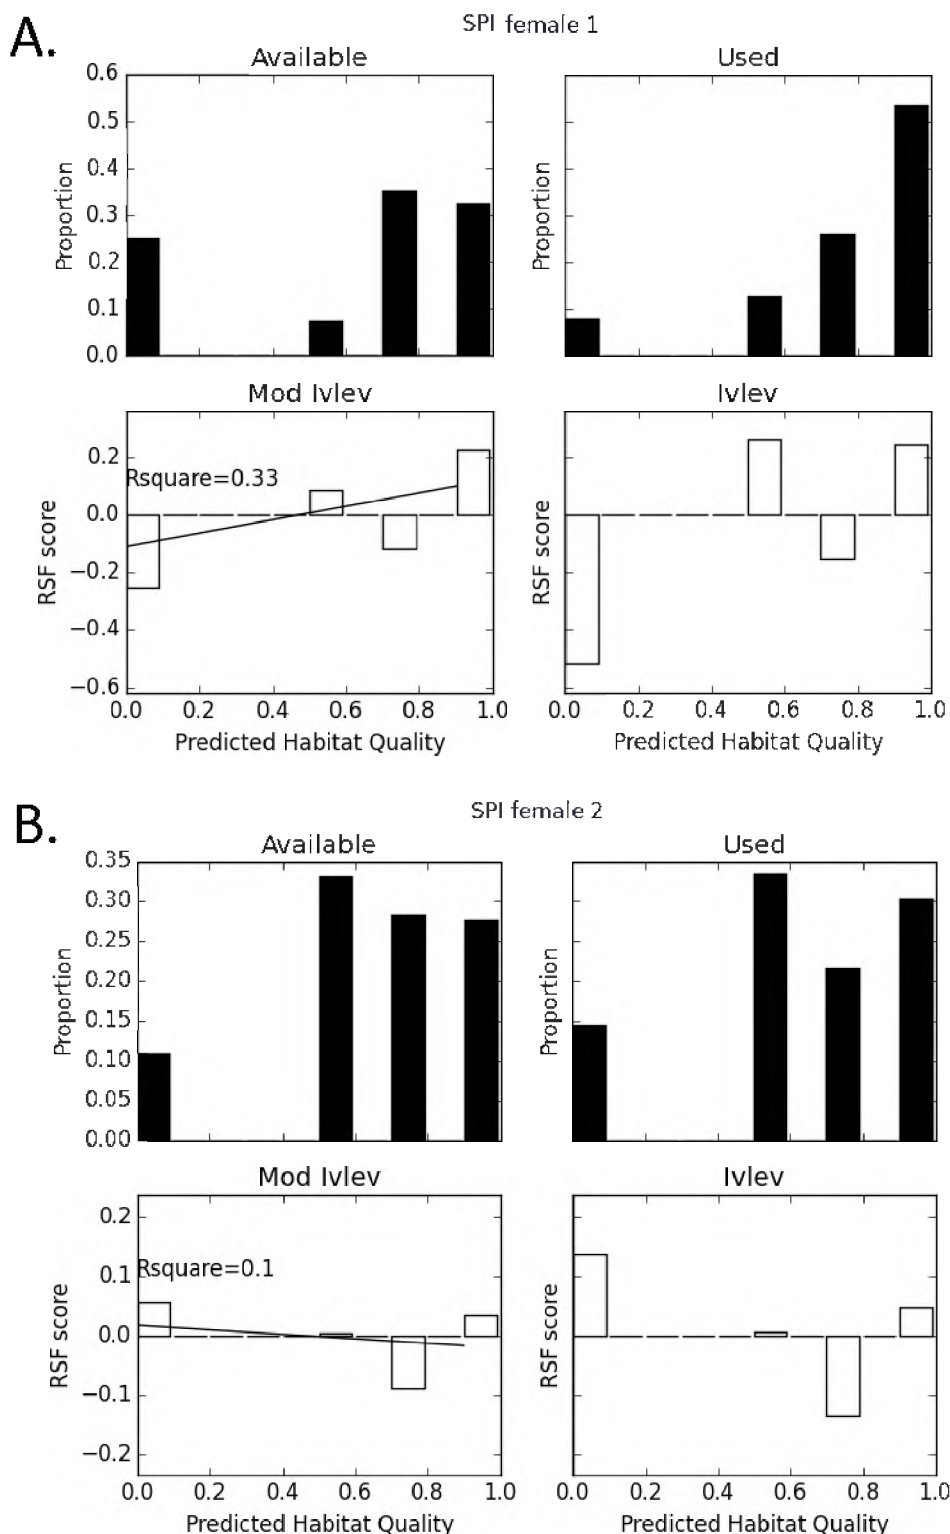 A.
SPI female 1
Available
Used
0.6
0.5
0.4
0.3
0.2
0.1
0.0
Proportion
Proportion
Mod Ivlev
Ivlev
0.2
0.0
−0.2
−0.4
−0.6
RSF score
Rsquare=0.33
RSF score
0.0 0.2 0.4 0.6 0.8 1.0
0.0 0.2 0.4 0.6 0.8 1.0
Predicted Habitat Quality
Predicted Habitat Quality
B.
SPI female 2
Available
Used
0.35
0.30
0.25
0.20
0.15
0.10
0.05
0.00
Proportion
Proportion
Mod Ivlev
Ivlev
0.2
0.1
0.0
−0.1
−0.2
RSF score
Rsquare=0.1
RSF score
0.0 0.2 0.4 0.6 0.8 1.0
0.0 0.2 0.4 0.6 0.8 1.0
Predicted Habitat Quality
Predicted Habitat Quality